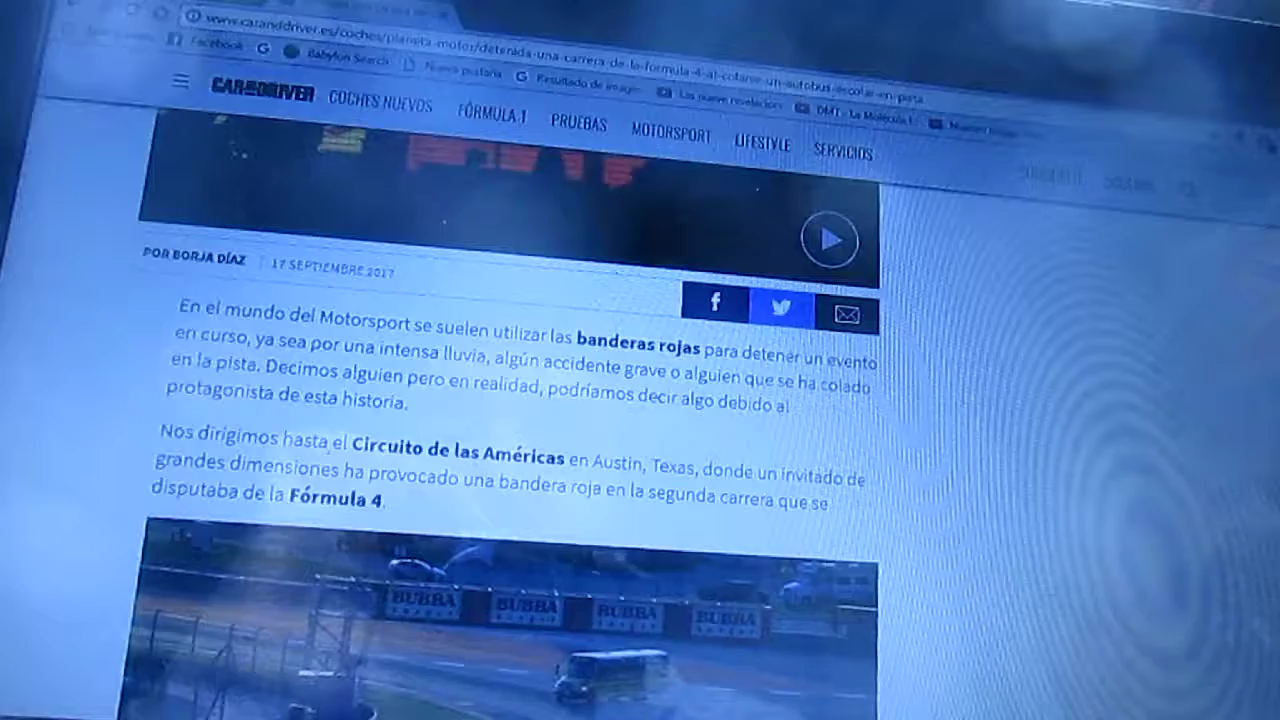 www.caranddriver.es/coches/planeta-motor/detenida-una-carrera-de-la-formula-4-al-colarse-un-autobus-escolar-en-pista
Facebook G Babylon Search Nueva pestaña G Resultado de imagen Las nueve revelacion DMT - La Molécula
CAR AND DRIVER COCHES NUEVOS FÓRMULA 1 PRUEBAS MOTORSPORT LIFESTYLE SERVICIOS
POR BORJA DÍAZ | 17 SEPTIEMBRE 2017
f
En el mundo del Motorsport se suelen utilizar las banderas rojas para detener un evento
en curso, ya sea por una intensa lluvia, algún accidente grave o alguien que se ha colado
en la pista. Decimos alguien pero en realidad, podríamos decir algo debido al
protagonista de esta historia.
Nos dirigimos hasta el Circuito de las Américas en Austin, Texas, donde un invitado de
grandes dimensiones ha provocado una bandera roja en la segunda carrera que se
disputaba de la Fórmula 4.
BUBBA BUBBA BUBBA BUBBA